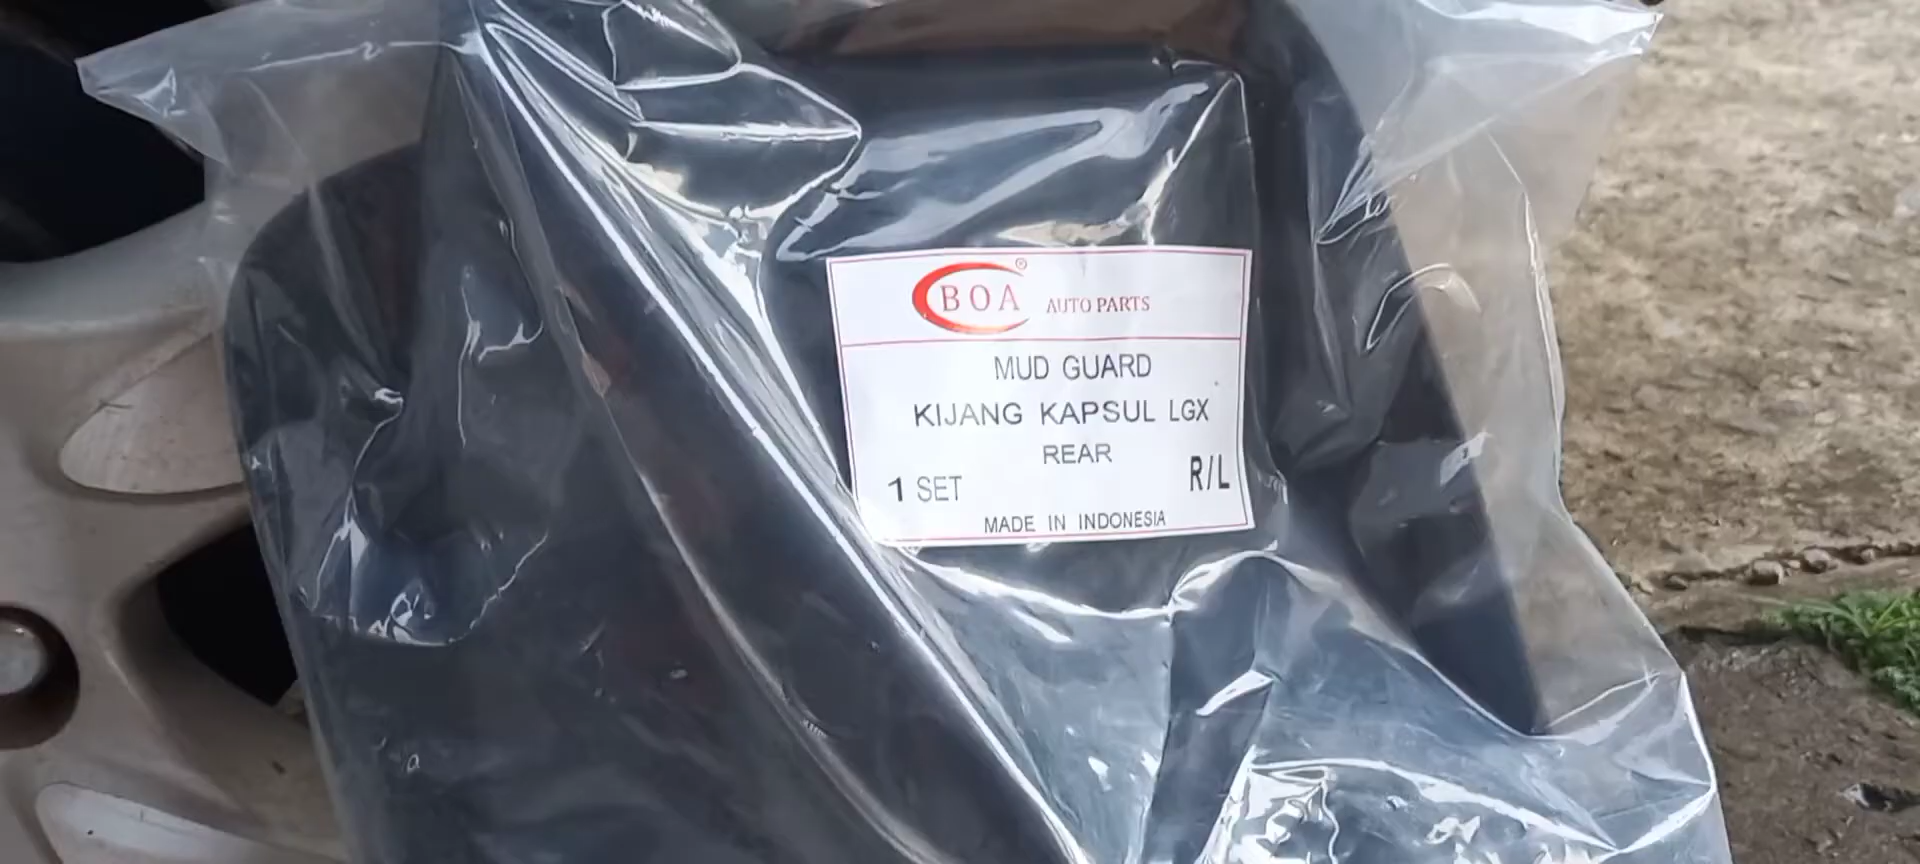 BOA ® AUTO PARTS
MUD GUARD
KIJANG KAPSUL LGX
REAR
1 SET R/L
MADE IN INDONESIA